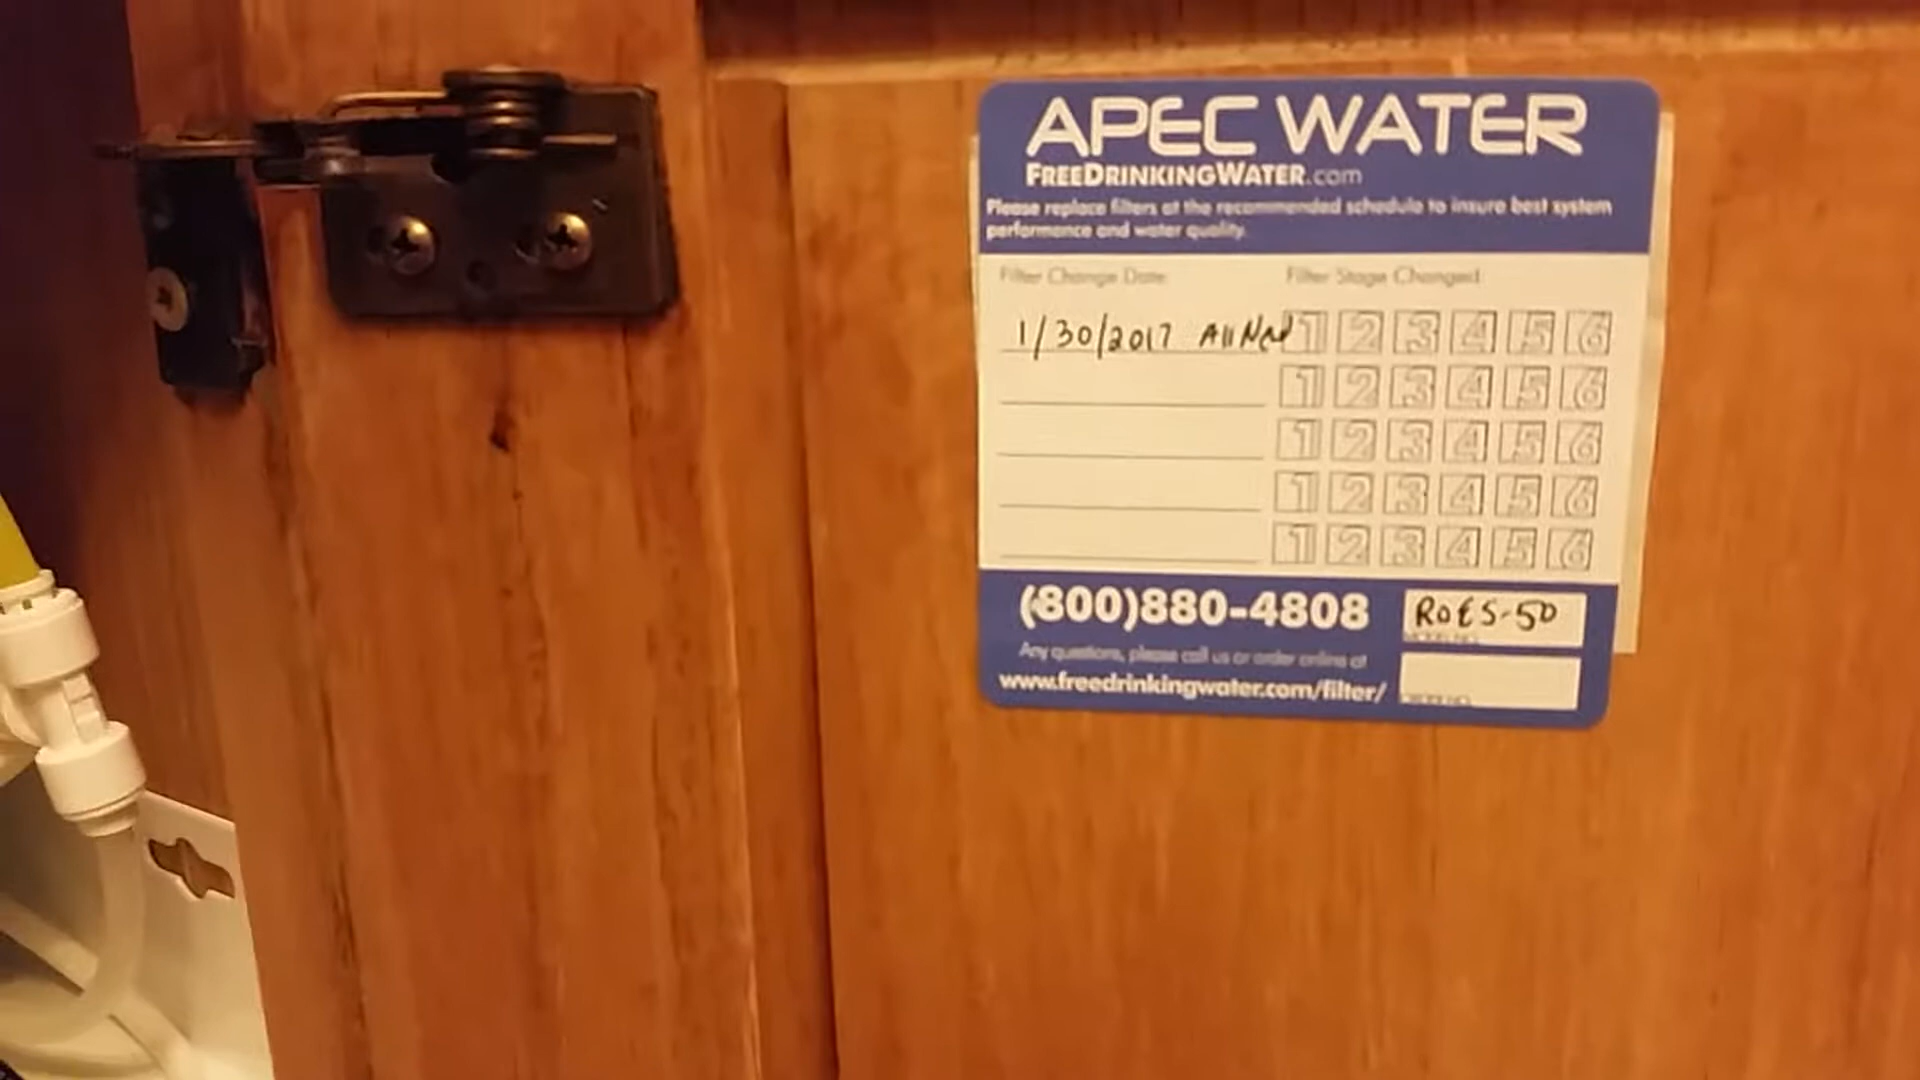 APEC WATER
FREEDRINKINGWATER.com
Please replace filters at the recommended schedule to insure best system
performance and water quality.
Filter Change Date Filter Stage Changed
1/30/2017 All New 1 2 3 4 5 6
1 2 3 4 5 6
1 2 3 4 5 6
1 2 3 4 5 6
1 2 3 4 5 6
(800)880-4808
ROES-50
MODEL NO.
Any questions, please call us or order online at
www.freedrinkingwater.com/filter/